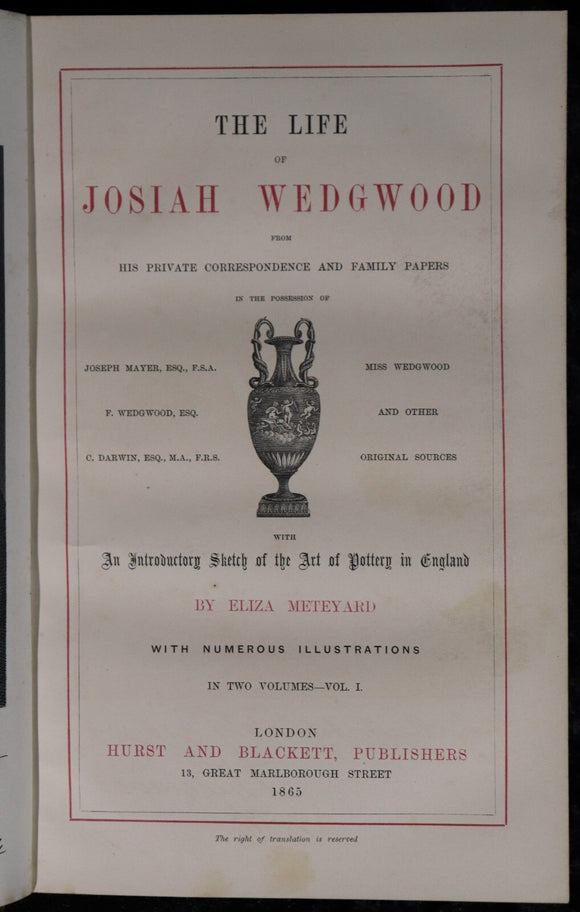 THE LIFE
OF
JOSIAH WEDGWOOD
FROM
HIS PRIVATE CORRESPONDENCE AND FAMILY PAPERS
IN THE POSSESSION OF
JOSEPH MAYER, ESQ., F.S.A.
MISS WEDGWOOD
F. WEDGWOOD, ESQ.
AND OTHER
C. DARWIN, ESQ., M.A., F.R.S.
ORIGINAL SOURCES
WITH
An Introductory Sketch of the Art of Pottery in England
BY ELIZA METEYARD
WITH NUMEROUS ILLUSTRATIONS
IN TWO VOLUMES—VOL. I.
LONDON
HURST AND BLACKETT, PUBLISHERS
13, GREAT MARLBOROUGH STREET
1865
The right of translation is reserved